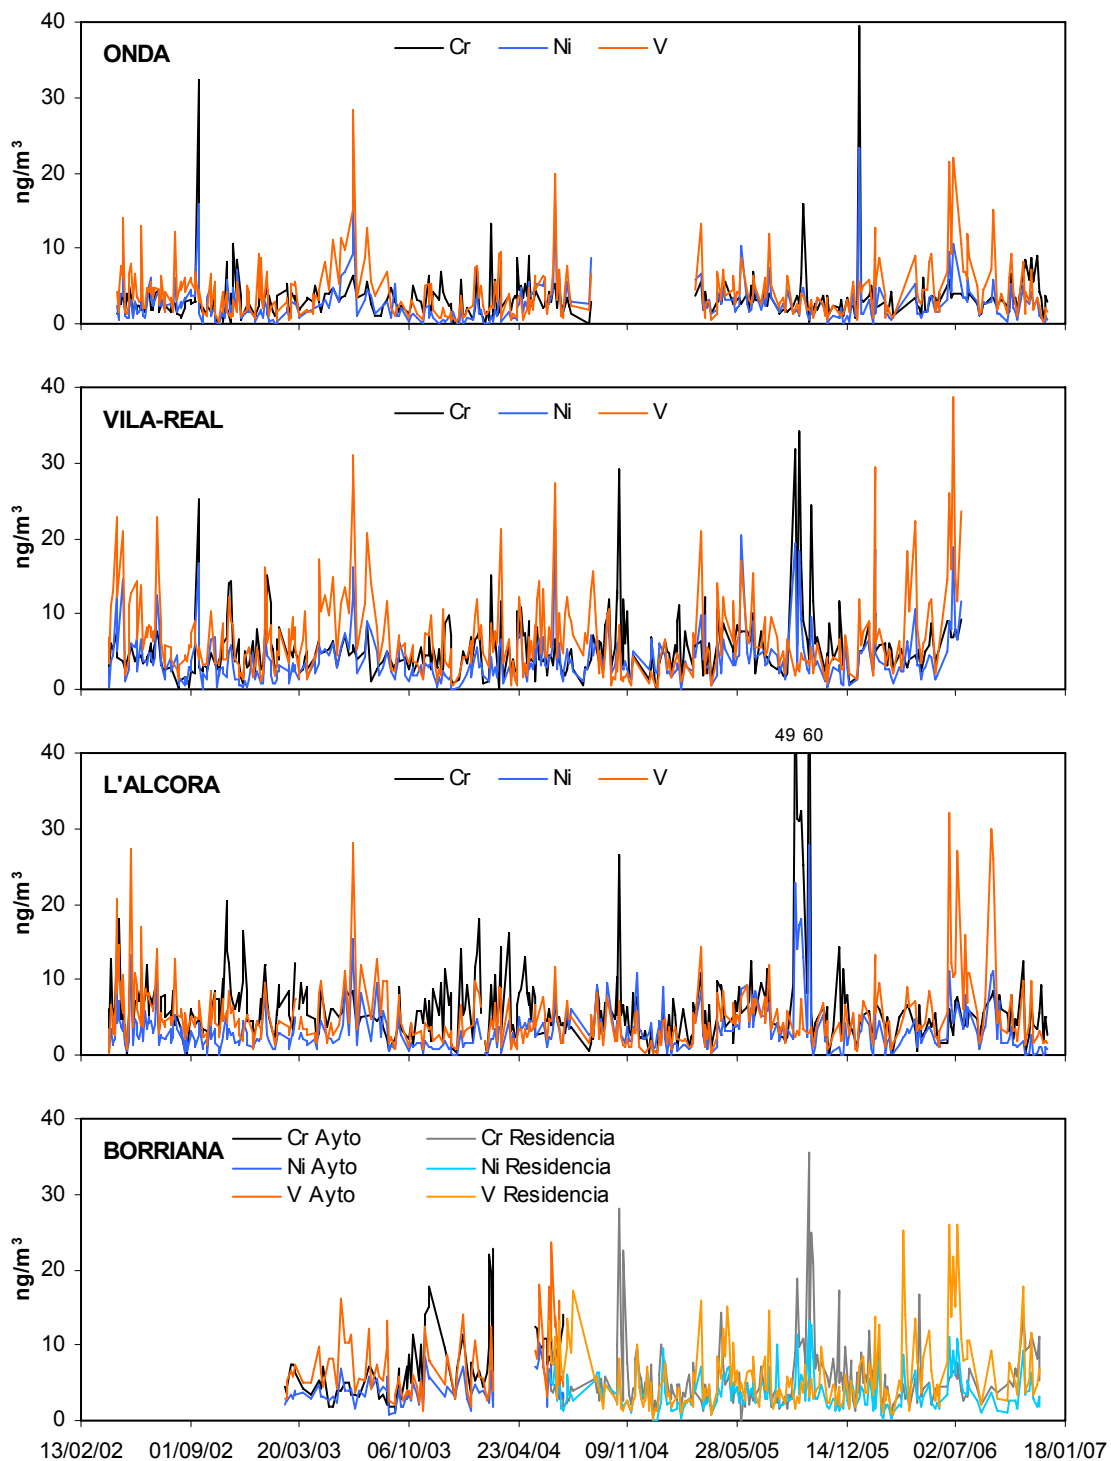 ONDA
Cr Ni V
40
30
20
10
0
ng/m³
VILA-REAL
Cr Ni V
40
30
20
10
0
ng/m³
49 60
L'ALCORA
Cr Ni V
40
30
20
10
0
ng/m³
BORRIANA
Cr Ayto Cr Residencia
Ni Ayto Ni Residencia
V Ayto V Residencia
40
30
20
10
0
ng/m³
13/02/02 01/09/02 20/03/03 06/10/03 23/04/04 09/11/04 28/05/05 14/12/05 02/07/06 18/01/07